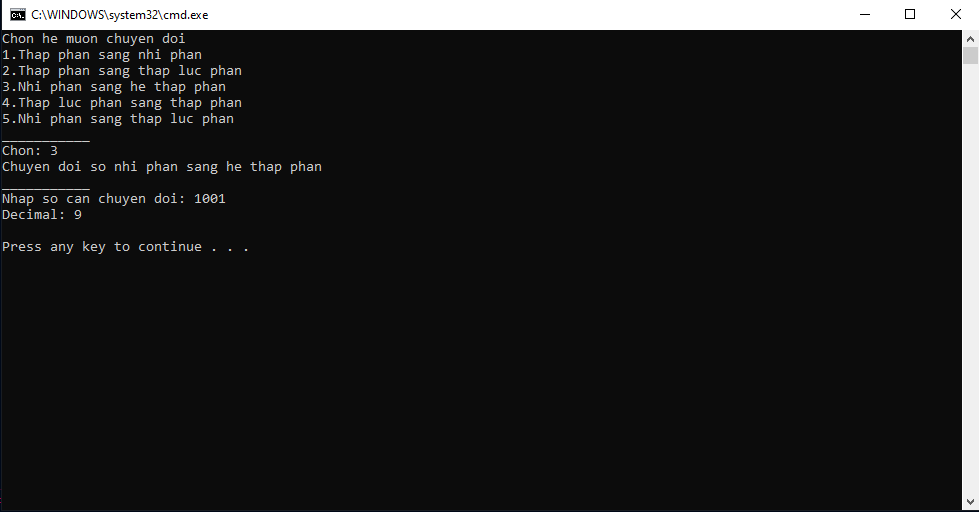 C:\WINDOWS\system32\cmd.exe
Chon he muon chuyen doi
1.Thap phan sang nhi phan
2.Thap phan sang thap luc phan
3.Nhi phan sang he thap phan
4.Thap luc phan sang thap phan
5.Nhi phan sang thap luc phan
___________
Chon: 3
Chuyen doi so nhi phan sang he thap phan
___________
Nhap so can chuyen doi: 1001
Decimal: 9
Press any key to continue . . .